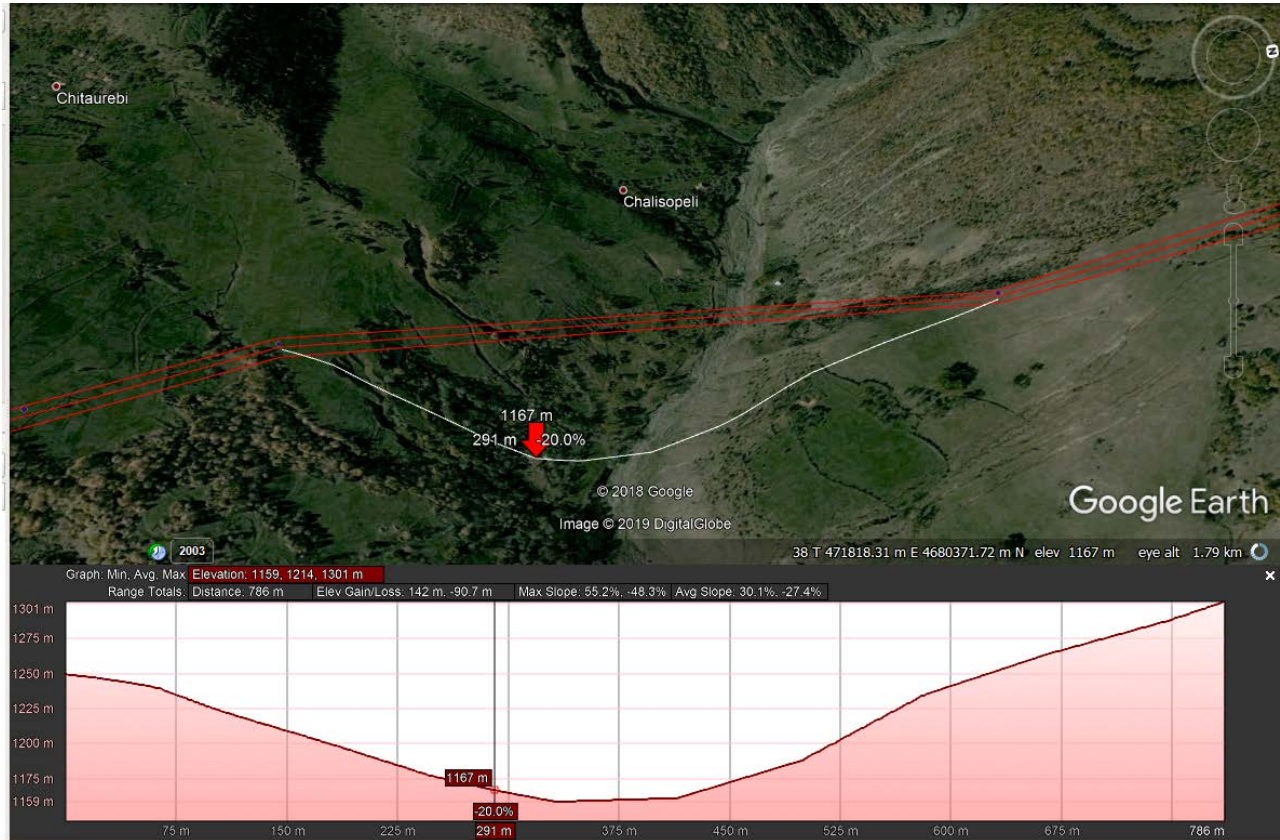 Chitaurebi
Chalisopeli
1167 m
291 m -20.0%
© 2018 Google
Image © 2019 DigitalGlobe
Google Earth
2003
38 T 471818.31 m E 4680371.72 m N elev 1167 m eye alt 1.79 km
Graph: Min, Avg, Max Elevation: 1159, 1214, 1301 m
Range Totals: Distance: 786 m Elev Gain/Loss: 142 m, -90.7 m Max Slope: 55.2%, -48.3% Avg Slope: 30.1%, -27.4%
1301 m
1275 m
1250 m
1225 m
1200 m
1175 m
1159 m
1167 m
-20.0%
75 m 150 m 225 m 291 m 375 m 450 m 525 m 600 m 675 m 786 m